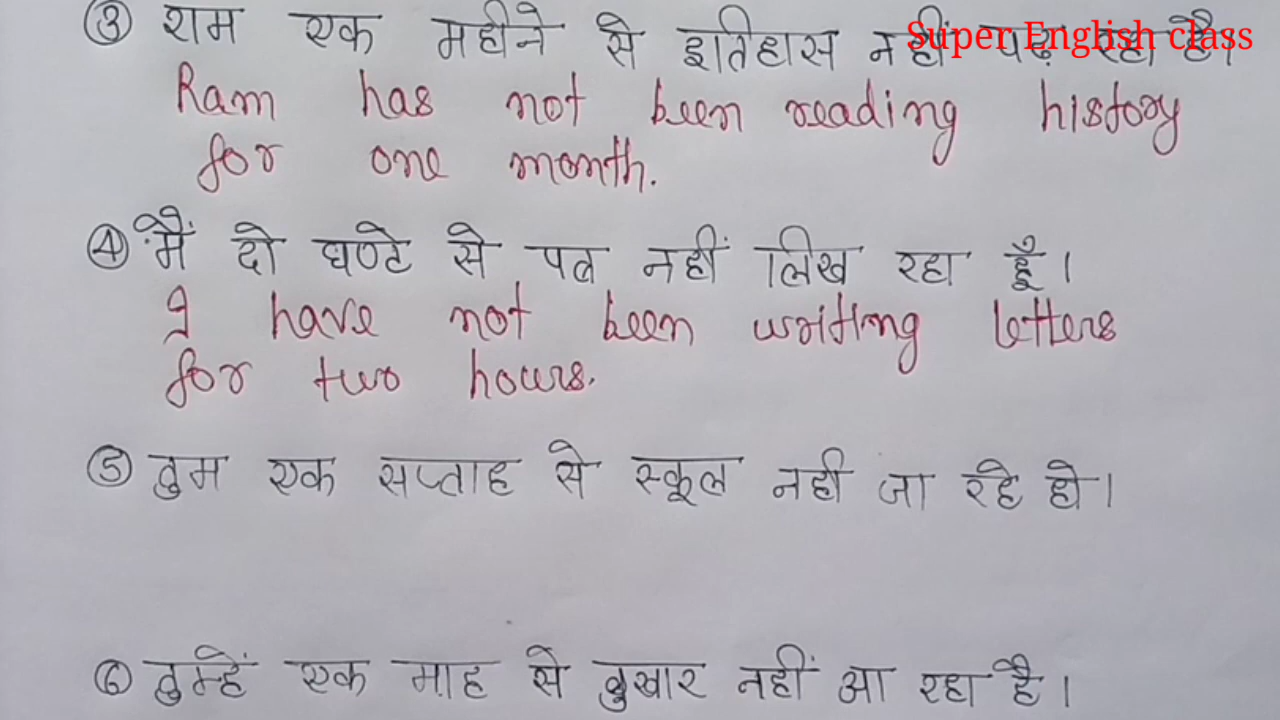 ③ राम एक महीने से इतिहास नहीं पढ़ रहा है।
Super English class
Ram has not been reading history
for one month.
④ मैं दो घण्टे से पत्र नहीं लिख रहा हूँ।
I have not been writing letters
for two hours.
⑤ तुम एक सप्ताह से स्कूल नही जा रहे हो।
⑥ तुम्हें एक माह से बुखार नहीं आ रहा है।